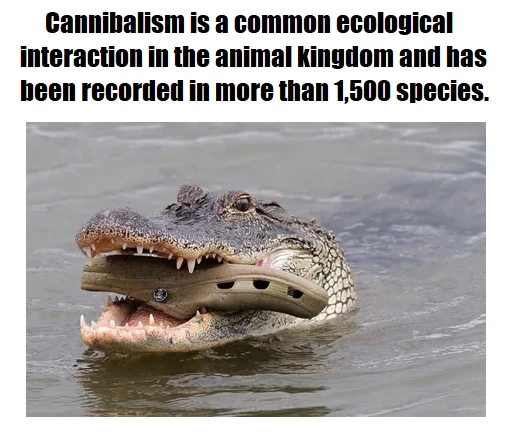 Cannibalism is a common ecological
interaction in the animal kingdom and has
been recorded in more than 1,500 species.